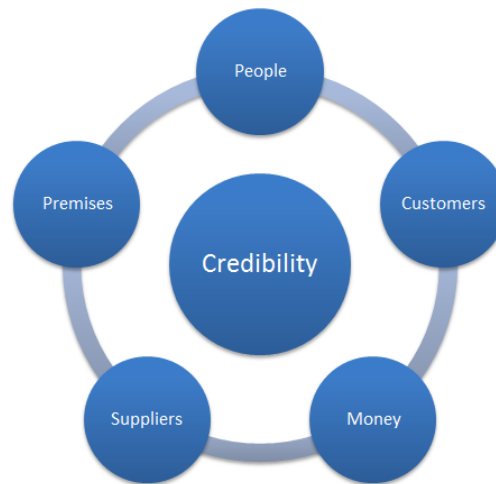 People
Premises
Customers
Credibility
Suppliers
Money